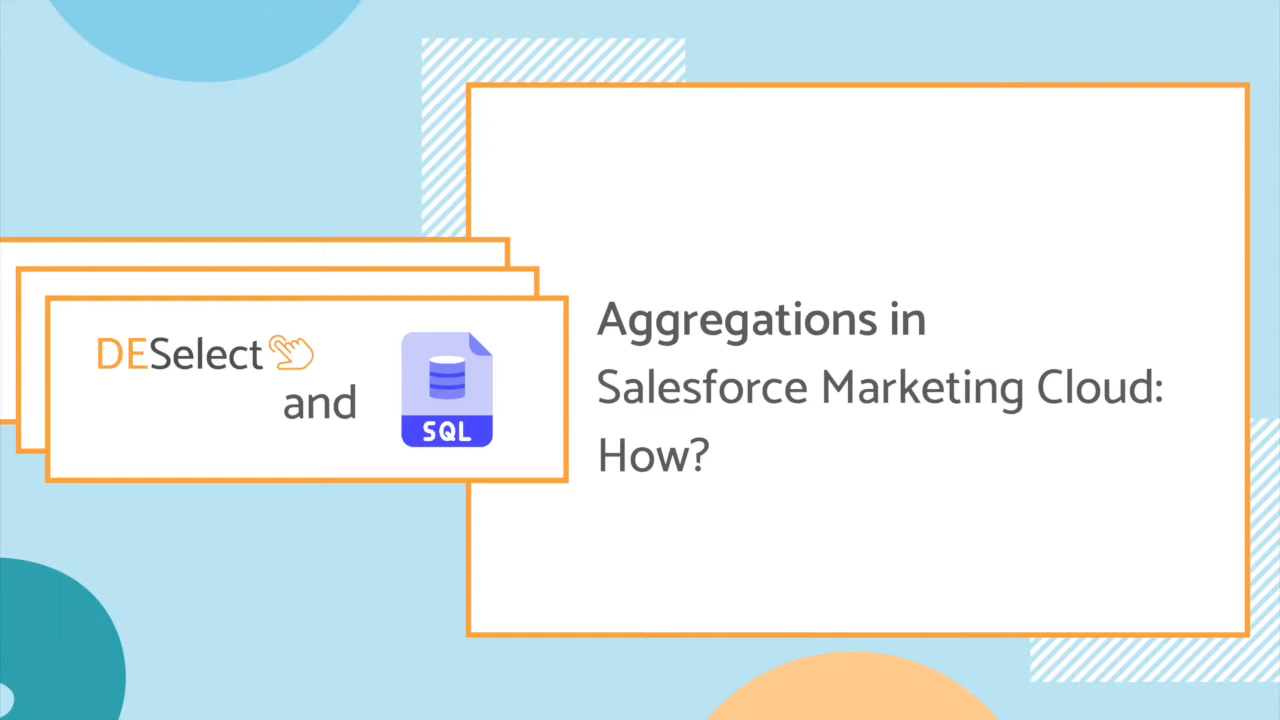 DESelect
and
SQL
Aggregations in
Salesforce Marketing Cloud:
How?